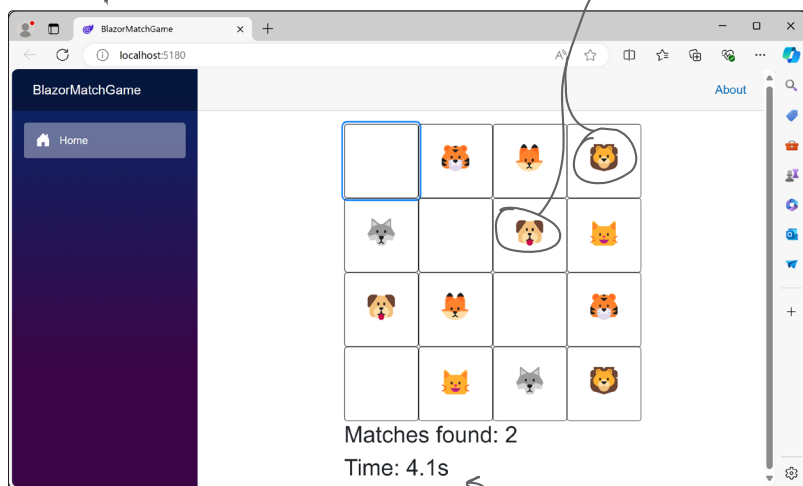 BlazorMatchGame
localhost:5180
BlazorMatchGame
About
Home
Matches found: 2
Time: 4.1s